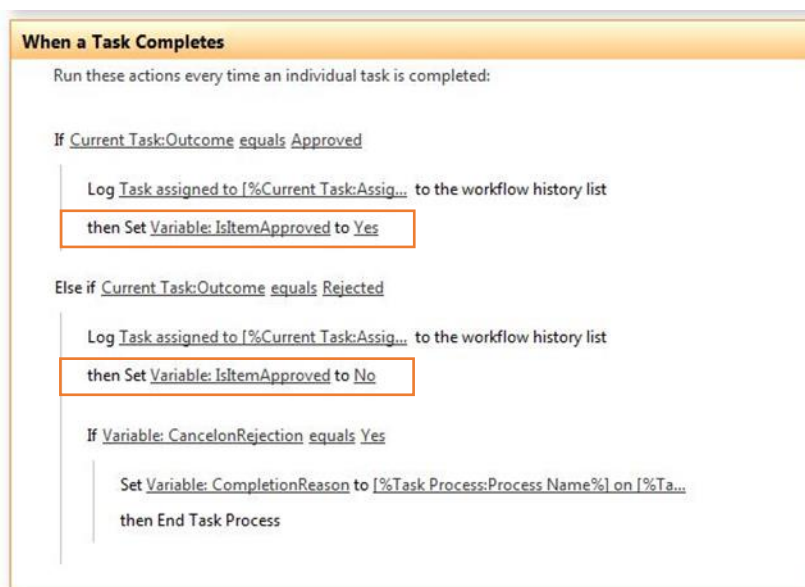 When a Task Completes
Run these actions every time an individual task is completed:
If Current Task:Outcome equals Approved
Log Task assigned to [%Current Task:Assig... to the workflow history list
then Set Variable: IsItemApproved to Yes
Else if Current Task:Outcome equals Rejected
Log Task assigned to [%Current Task:Assig... to the workflow history list
then Set Variable: IsItemApproved to No
If Variable: CancelonRejection equals Yes
Set Variable: CompletionReason to [%Task Process:Process Name%] on [%Ta...
then End Task Process